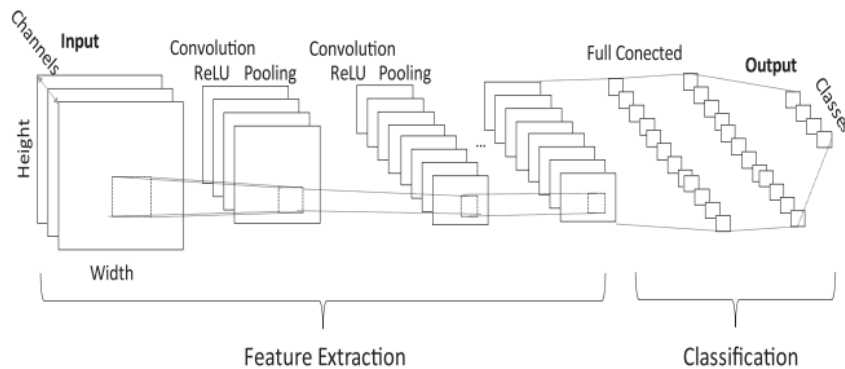 Channels
Input
Height
Width
Convolution
ReLU Pooling
Convolution
ReLU Pooling
...
Full Conected
Output
Classes
Feature Extraction
Classification